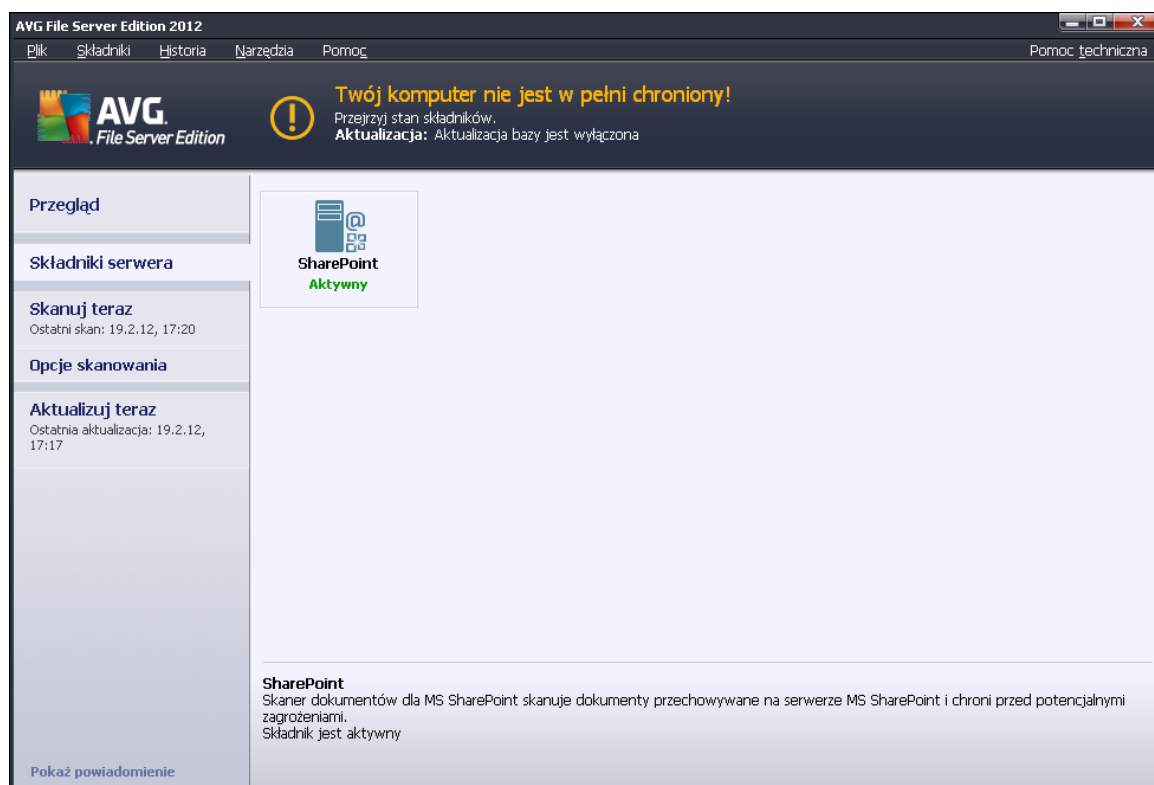 AVG File Server Edition 2012
Plik Składniki Historia Narzędzia Pomoc Pomoc techniczna
AVG.
File Server Edition
Twój komputer nie jest w pełni chroniony!
Przejrzyj stan składników.
Aktualizacja: Aktualizacja bazy jest wyłączona
Przegląd
Składniki serwera
Skanuj teraz
Ostatni skan: 19.2.12, 17:20
Opcje skanowania
Aktualizuj teraz
Ostatnia aktualizacja: 19.2.12,
17:17
Pokaż powiadomienie
SharePoint
Aktywny
SharePoint
Skaner dokumentów dla MS SharePoint skanuje dokumenty przechowywane na serwerze MS SharePoint i chroni przed potencjalnymi
zagrożeniami.
Składnik jest aktywny